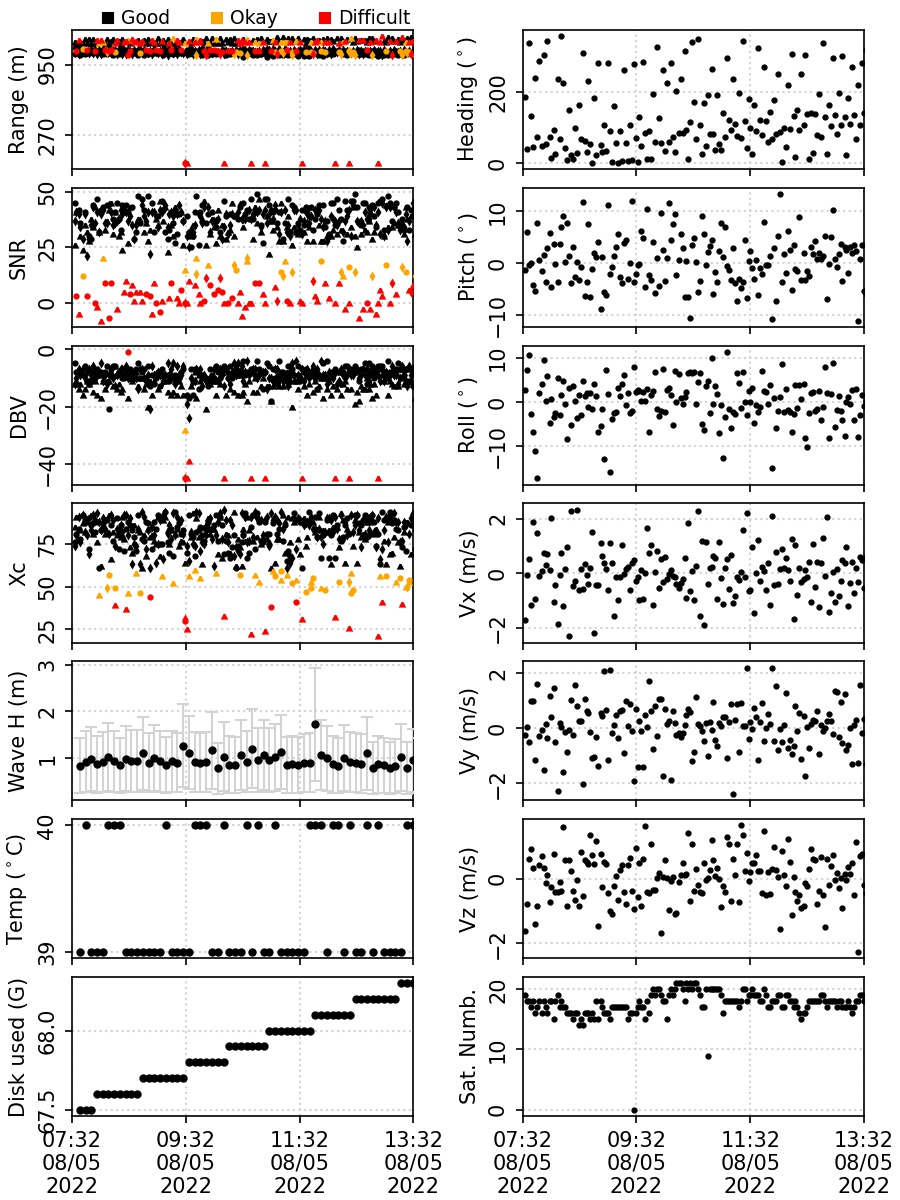 Good Okay Difficult
Range (m)
950
270
Heading (°)
200
0
SNR
50
25
0
Pitch (°)
10
0
−10
DBV
0
−20
−40
Roll (°)
10
0
−10
Xc
75
50
25
Vx (m/s)
2
0
−2
Wave H (m)
3
2
1
Vy (m/s)
2
0
−2
Temp (°C)
40
39
Vz (m/s)
0
−2
Disk used (G)
68.0
67.5
Sat. Numb.
20
10
0
07:32 09:32 11:32 13:32
08/05 08/05 08/05 08/05
2022 2022 2022 2022
07:32 09:32 11:32 13:32
08/05 08/05 08/05 08/05
2022 2022 2022 2022